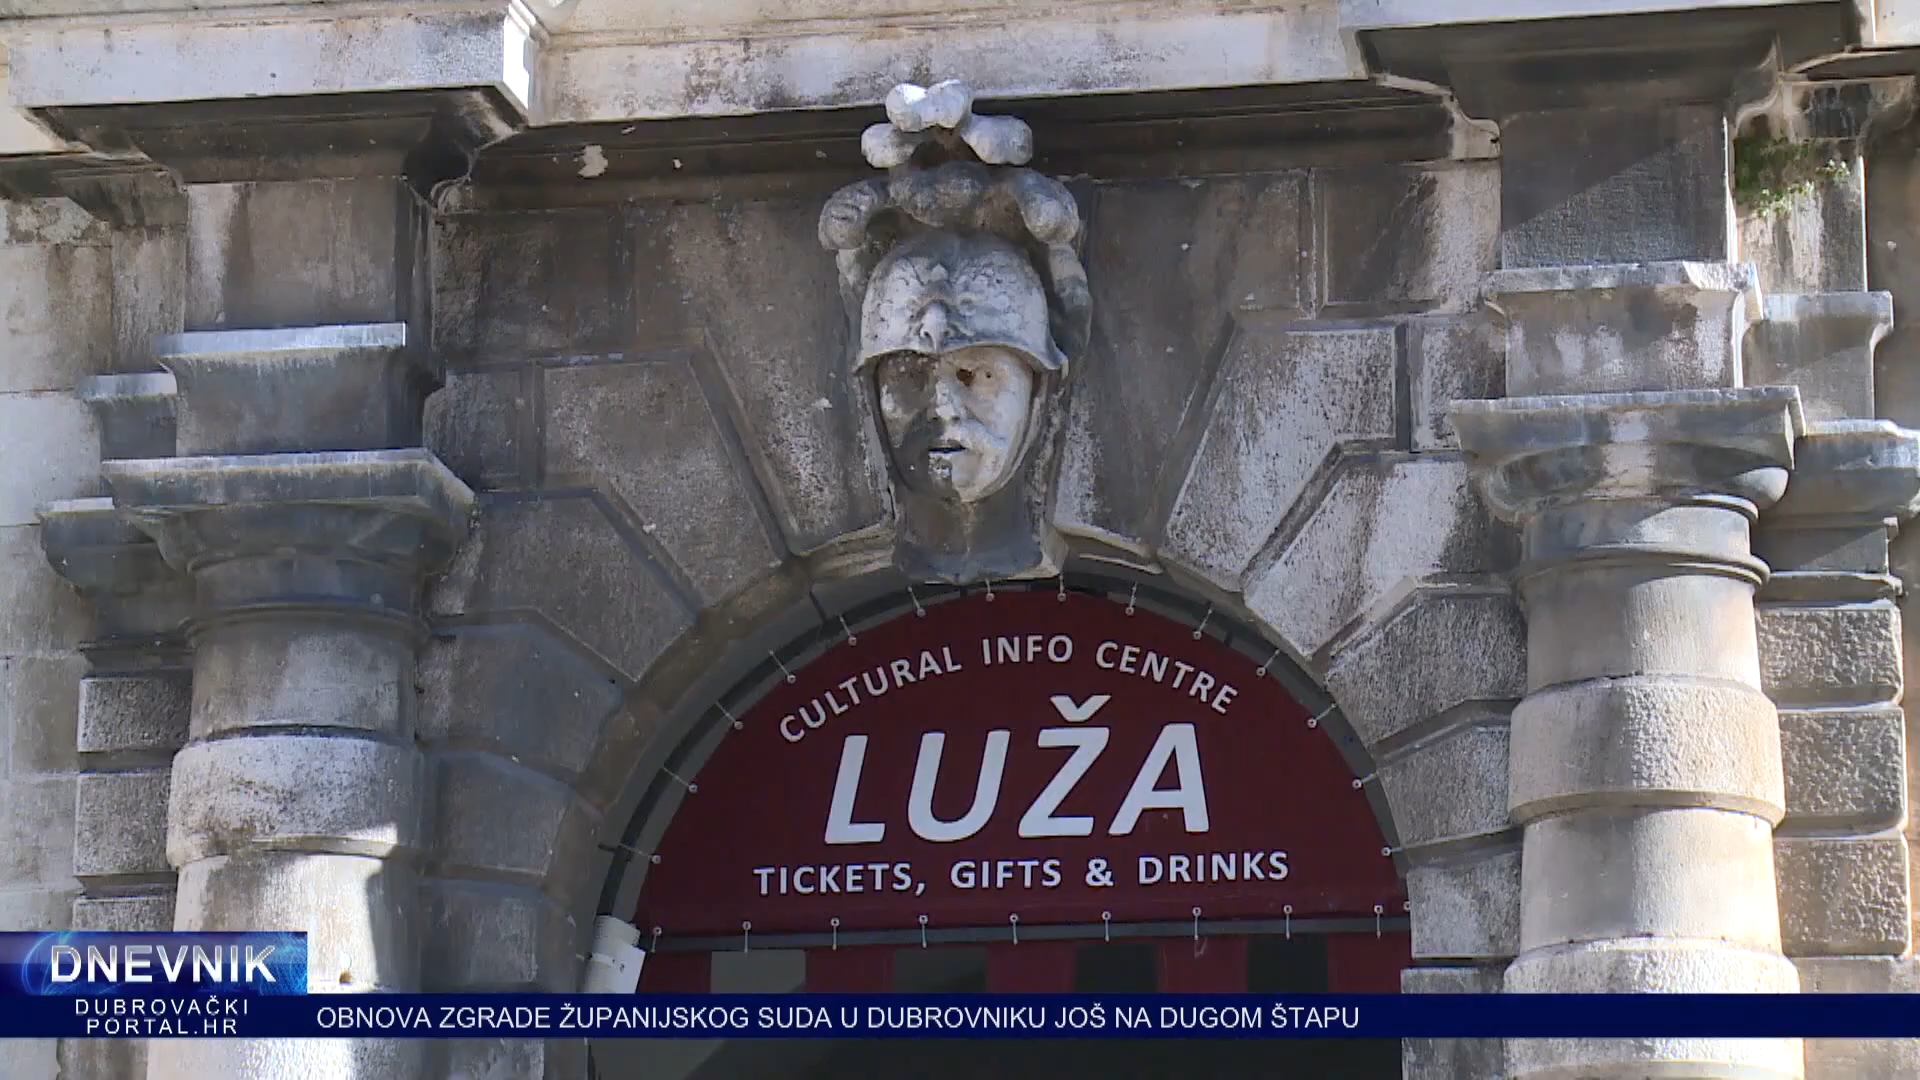 CULTURAL INFO CENTRE
LUŽA
TICKETS, GIFTS & DRINKS
DNEVNIK
DUBROVAČKI
PORTAL.HR
OBNOVA ZGRADE ŽUPANIJSKOG SUDA U DUBROVNIKU JOŠ NA DUGOM ŠTAPU